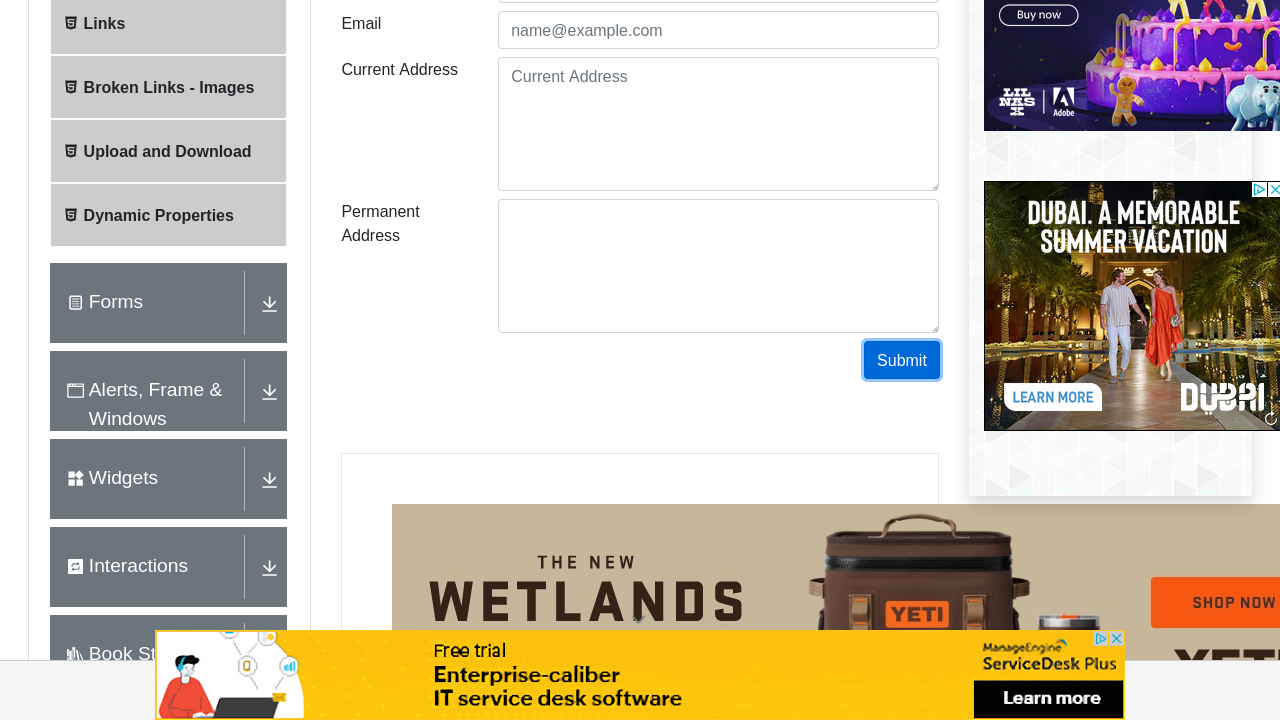 Links
Broken Links - Images
Upload and Download
Dynamic Properties
Forms
Alerts, Frame &
Windows
Widgets
Interactions
Book St
Email
name@example.com
Current Address
Current Address
Permanent
Address
Submit
Buy now
LIL
NAS
X
Adobe
DUBAI. A MEMORABLE
SUMMER VACATION
LEARN MORE
DUBAI
THE NEW
WETLANDS
YETI
SHOP NOW
Free trial
Enterprise-caliber
IT service desk software
ManageEngine
ServiceDesk Plus
Learn more